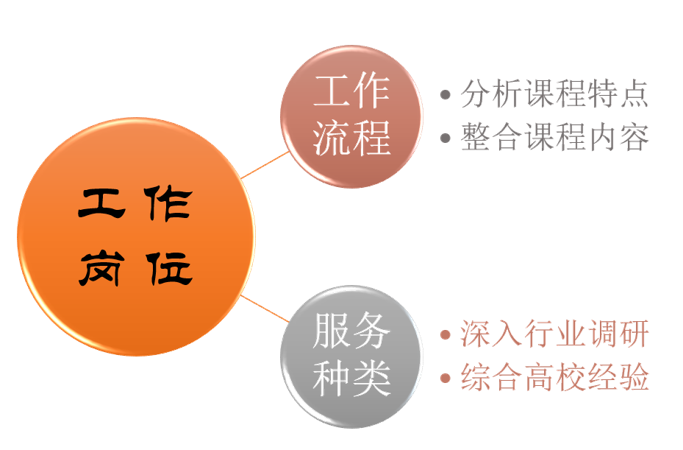 工作
岗位
工作
流程
• 分析课程特点
• 整合课程内容
服务
种类
• 深入行业调研
• 综合高校经验